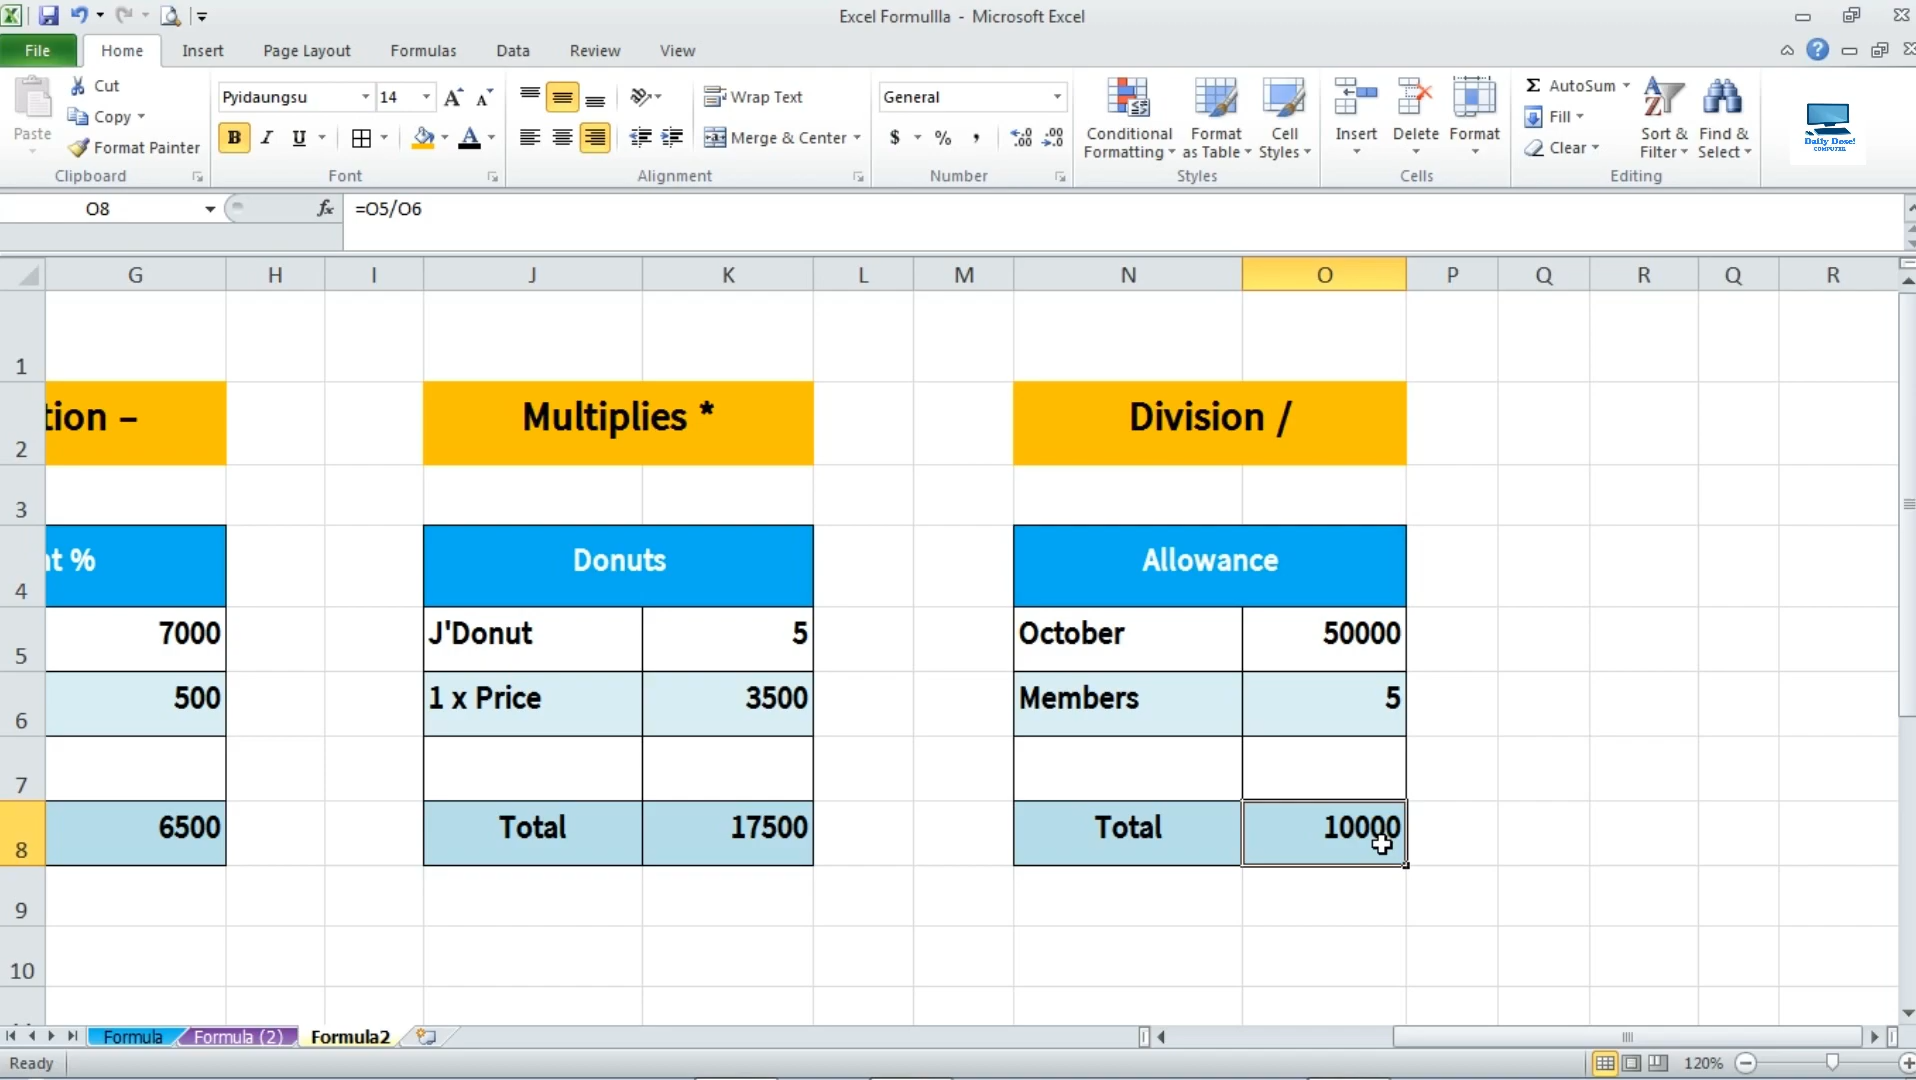 Excel Formullla - Microsoft Excel
File Home Insert Page Layout Formulas Data Review View
Paste
Cut
Copy
Format Painter
Clipboard
Pyidaungsu 14
B I U
Font
Wrap Text
Merge & Center
Alignment
General
$ % ,
Number
Conditional Formatting
Format as Table
Cell Styles
Styles
Insert Delete Format
Cells
Σ AutoSum
Fill
Clear
Sort & Filter
Find & Select
Editing
Daily Dose!
COMPUTER
O8 fx =O5/O6
G H I J K L M N O P Q R Q R
1
2 tion – Multiplies * Division /
3
4 nt % Donuts Allowance
5 7000 J'Donut 5 October 50000
6 500 1 x Price 3500 Members 5
7
8 6500 Total 17500 Total 10000
9
10
Formula Formula (2) Formula2
Ready 120%